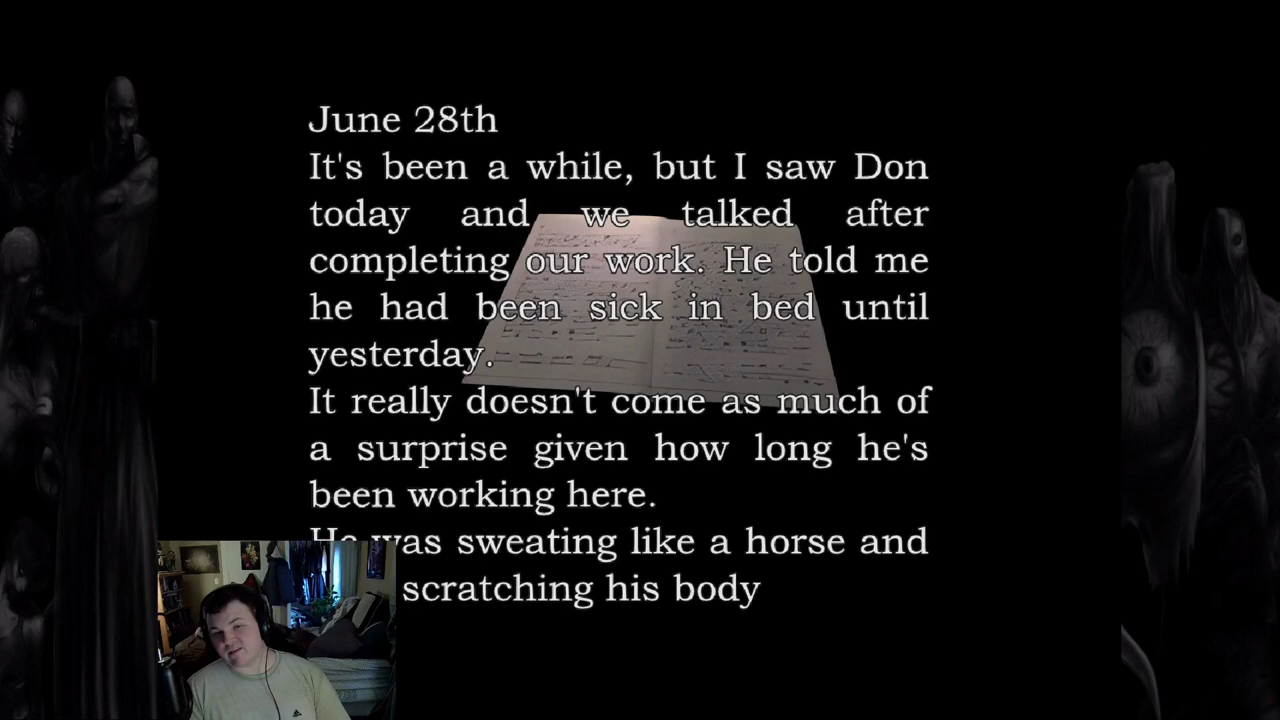 June 28th
It's been a while, but I saw Don
today and we talked after
completing our work. He told me
he had been sick in bed until
yesterday.
It really doesn't come as much of
a surprise given how long he's
been working here.
He was sweating like a horse and
scratching his body